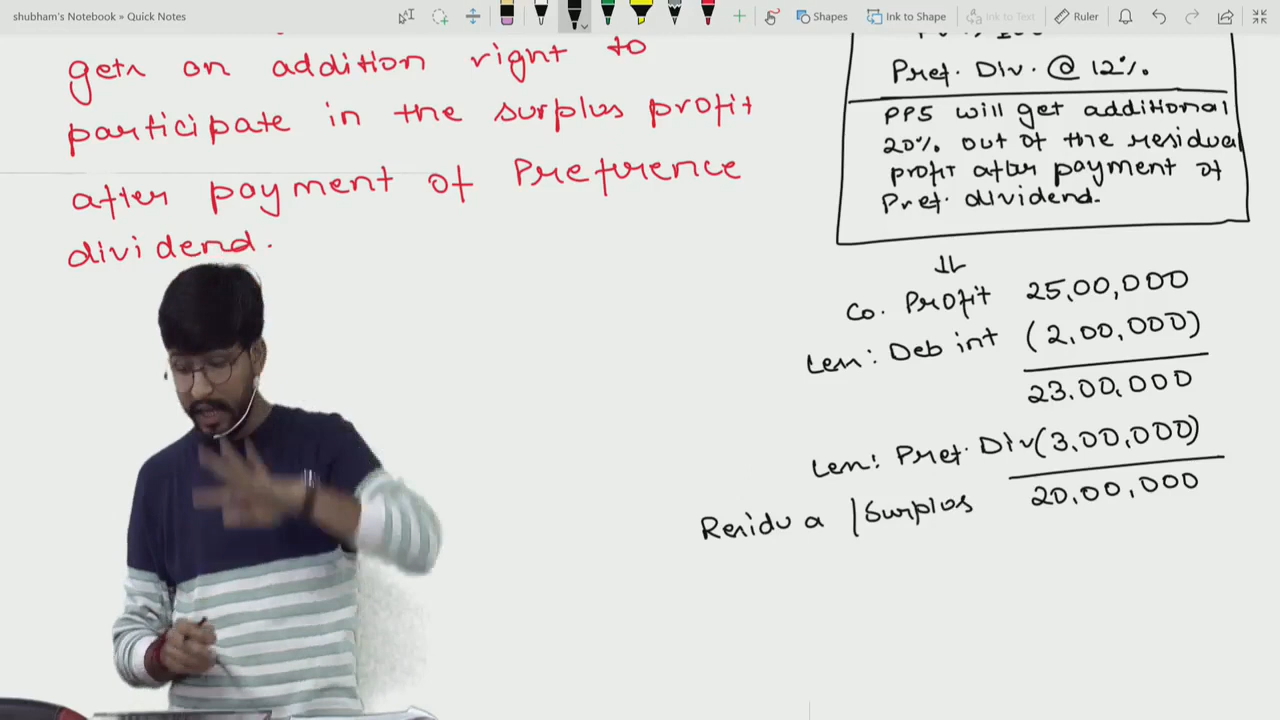 shubham's Notebook » Quick Notes
Shapes
Ink to Shape
Ink to Text
Ruler
gets an addition right to
participate in the surplus profit
after payment of Preference
dividend.
Pref. Div. @ 12%.
PPS will get additional
20% out of the residual
profit after payment of
Pref. dividend.
Co. Profit 25,00,000
Less: Deb int (2,00,000)
23,00,000
Less: Pref. Div (3,00,000)
Residua / Surplus 20,00,000